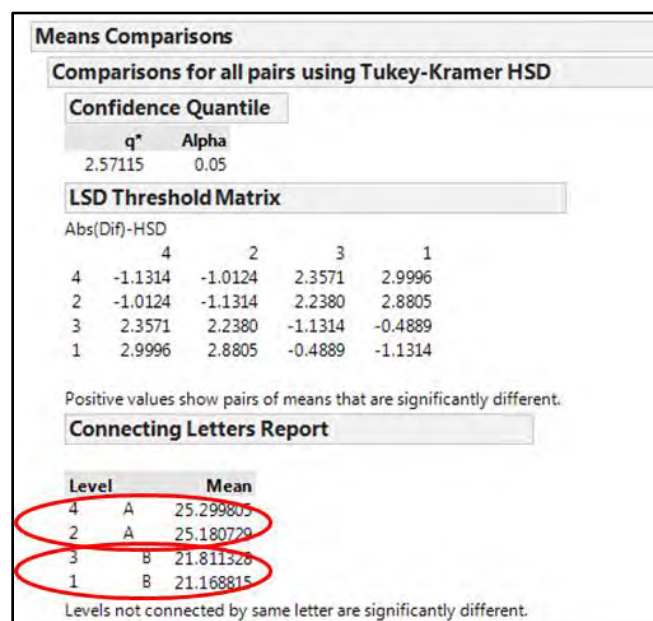 Means Comparisons
Comparisons for all pairs using Tukey-Kramer HSD
Confidence Quantile
q* Alpha
2.57115 0.05
LSD Threshold Matrix
Abs(Dif)-HSD
4 2 3 1
4 -1.1314 -1.0124 2.3571 2.9996
2 -1.0124 -1.1314 2.2380 2.8805
3 2.3571 2.2380 -1.1314 -0.4889
1 2.9996 2.8805 -0.4889 -1.1314
Positive values show pairs of means that are significantly different.
Connecting Letters Report
Level Mean
4 A 25.299805
2 A 25.180729
3 B 21.811328
1 B 21.168815
Levels not connected by same letter are significantly different.